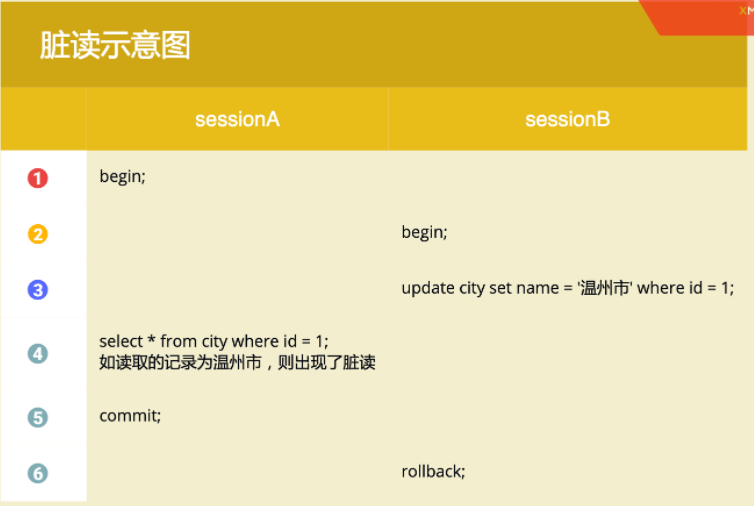 XM
脏读示意图
sessionA
sessionB
1
begin;
2
begin;
3
update city set name = '温州市' where id = 1;
4
select * from city where id = 1;
如读取的记录为温州市，则出现了脏读
5
commit;
6
rollback;